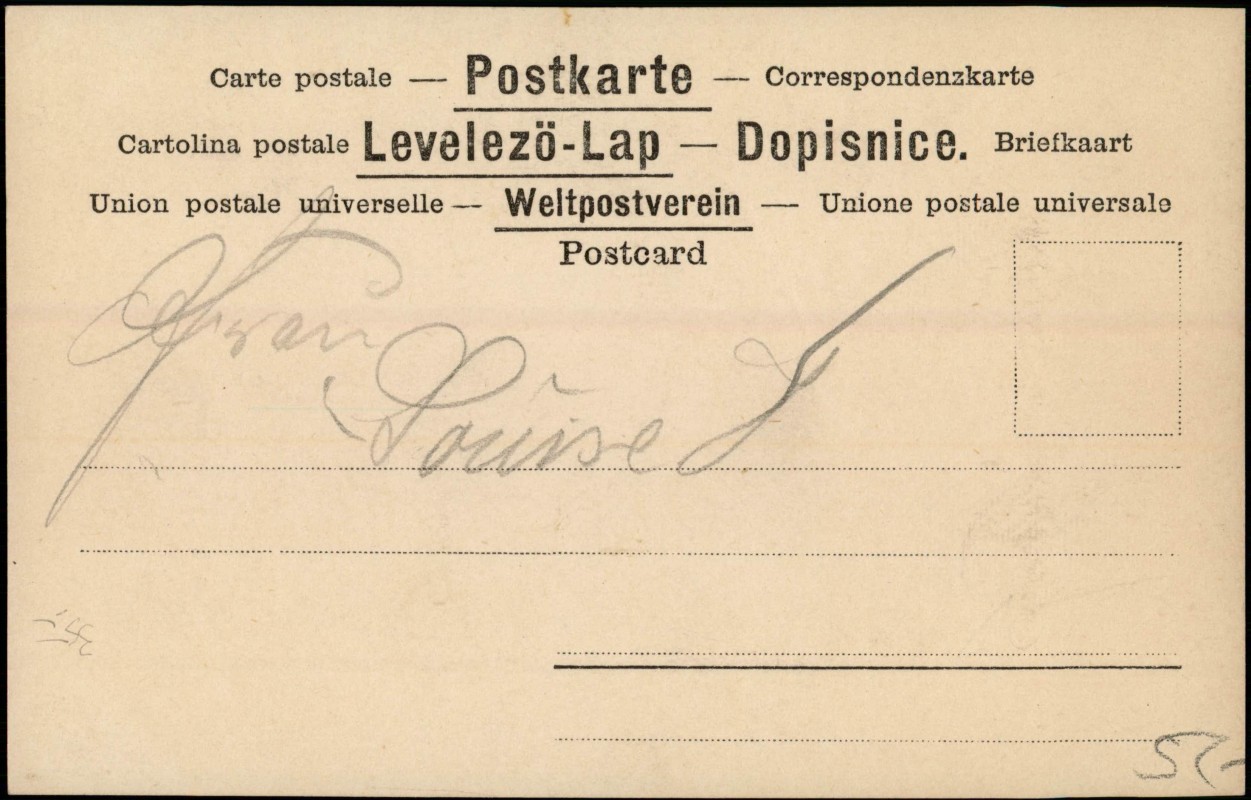 Carte postale — Postkarte — Correspondenzkarte
Cartolina postale Levelezö-Lap — Dopisnice. Briefkaart
Union postale universelle — Weltpostverein — Unione postale universale
Postcard
Frau
Louise